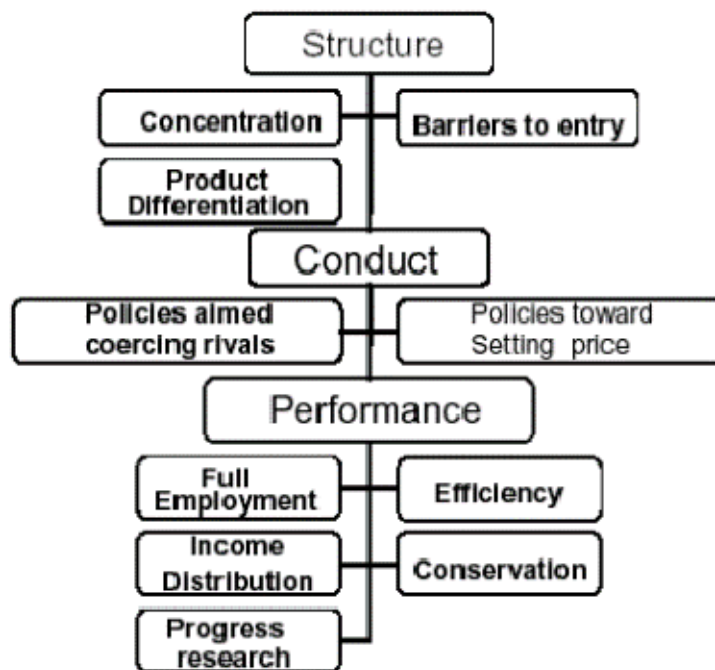 Structure
Concentration
Barriers to entry
Product
Differentiation
Conduct
Policies aimed
coercing rivals
Policies toward
Setting price
Performance
Full
Employment
Efficiency
Income
Distribution
Conservation
Progress
research